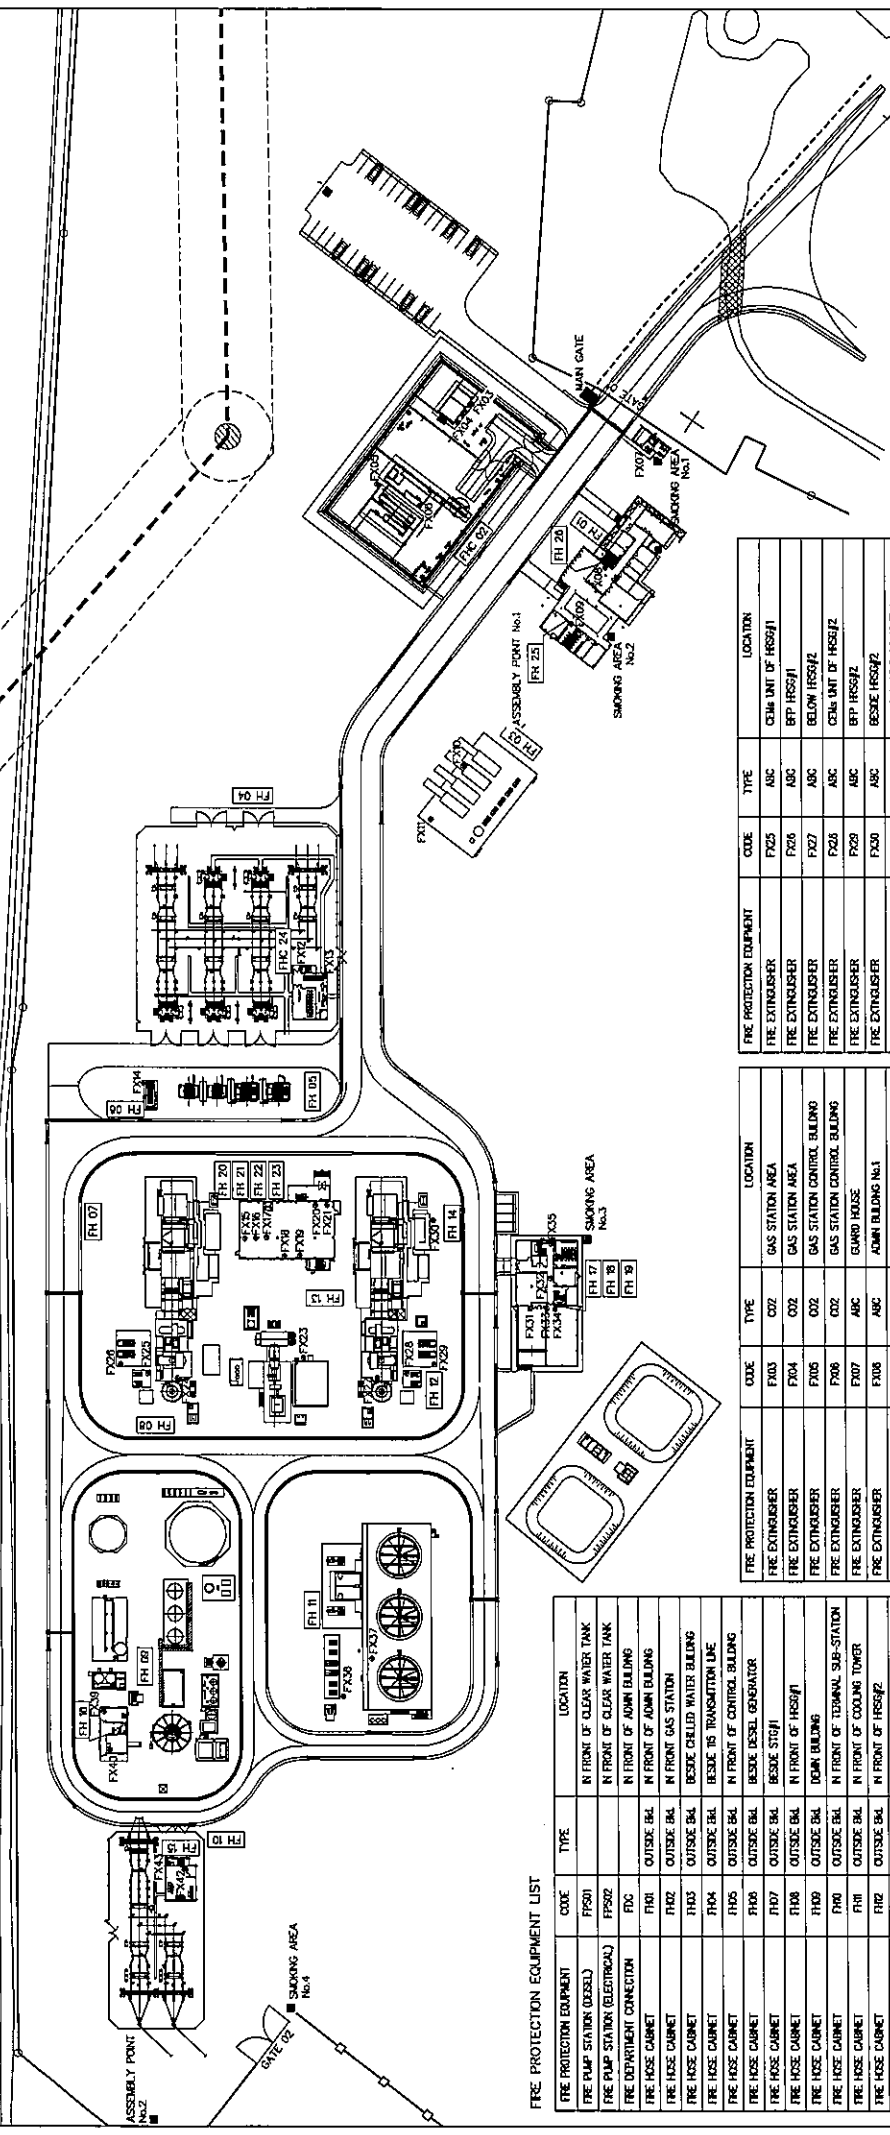 MAIN GATE
GATE 01
FX03
FX04
FX05
FX06
FHC 02
FX07
SMOKING AREA
No.1
FH 26
FH 01
FX08
FX09
FH 25
SMOKING AREA
No.2
ASSEMBLY POINT No.1
FH 03
FX10
FX11
FH 04
FHC 24
FX12
FX13
FX14
FH 06
FH 05
FH 07
FH 20
FH 21
FH 22
FH 23
FX15
FX16
FX17
FX18
FX19
FX20
FX21
FX30
FH 14
FH 13
FX23
FX26
FX25
FX28
FX29
FH 12
FH 08
FX35
FX32
FX31
FX33
FX34
SMOKING AREA
No.3
FH 17
FH 18
FH 19
FH 11
FX37
FX38
FH 09
FH 10
FX39
FX40
FH 10
FH 15
FX43
FX42
SMOKING AREA
No.4
GATE 02
ASSEMBLY POINT
No.2
FIRE PROTECTION EQUIPMENT LIST
FIRE PROTECTION EQUIPMENT CODE TYPE LOCATION
FIRE PUMP STATION (DIESEL) FPS01 IN FRONT OF CLEAR WATER TANK
FIRE PUMP STATION (ELECTRICAL) FPS02 IN FRONT OF CLEAR WATER TANK
FIRE DEPARTMENT CONNECTION FDC IN FRONT OF ADMIN BUILDING
FIRE HOSE CABINET FH01 OUTSIDE Bld. IN FRONT OF ADMIN BUILDING
FIRE HOSE CABINET FH02 OUTSIDE Bld. IN FRONT GAS STATION
FIRE HOSE CABINET FH03 OUTSIDE Bld. BESIDE CHILLED WATER BUILDING
FIRE HOSE CABINET FH04 OUTSIDE Bld. BESIDE 115 TRANSMITION LINE
FIRE HOSE CABINET FH05 OUTSIDE Bld. IN FRONT OF CONTROL BUILDING
FIRE HOSE CABINET FH06 OUTSIDE Bld. BESIDE DIESEL GENERATOR
FIRE HOSE CABINET FH07 OUTSIDE Bld. BESIDE STG#1
FIRE HOSE CABINET FH08 OUTSIDE Bld. IN FRONT OF HRSG#1
FIRE HOSE CABINET FH09 OUTSIDE Bld. DEMIN BUILDING
FIRE HOSE CABINET FH10 OUTSIDE Bld. IN FRONT OF TERMINAL SUB-STATION
FIRE HOSE CABINET FH11 OUTSIDE Bld. IN FRONT OF COOLING TOWER
FIRE HOSE CABINET FH12 OUTSIDE Bld. IN FRONT OF HRSG#2
FIRE PROTECTION EQUIPMENT CODE TYPE LOCATION
FIRE EXTINGUISHER FX03 CO2 GAS STATION AREA
FIRE EXTINGUISHER FX04 CO2 GAS STATION AREA
FIRE EXTINGUISHER FX05 CO2 GAS STATION CONTROL BUILDING
FIRE EXTINGUISHER FX06 CO2 GAS STATION CONTROL BUILDING
FIRE EXTINGUISHER FX07 ABC GUARD HOUSE
FIRE EXTINGUISHER FX08 ABC ADMIN BUILDING No.1
FIRE PROTECTION EQUIPMENT CODE TYPE LOCATION
FIRE EXTINGUISHER FX25 ABC CEMs UNIT OF HRSG#1
FIRE EXTINGUISHER FX26 ABC BFP HRSG#1
FIRE EXTINGUISHER FX27 ABC BELOW HRSG#2
FIRE EXTINGUISHER FX28 ABC CEMs UNIT OF HRSG#2
FIRE EXTINGUISHER FX29 ABC BFP HRSG#2
FIRE EXTINGUISHER FX30 ABC BESIDE HRSG#2